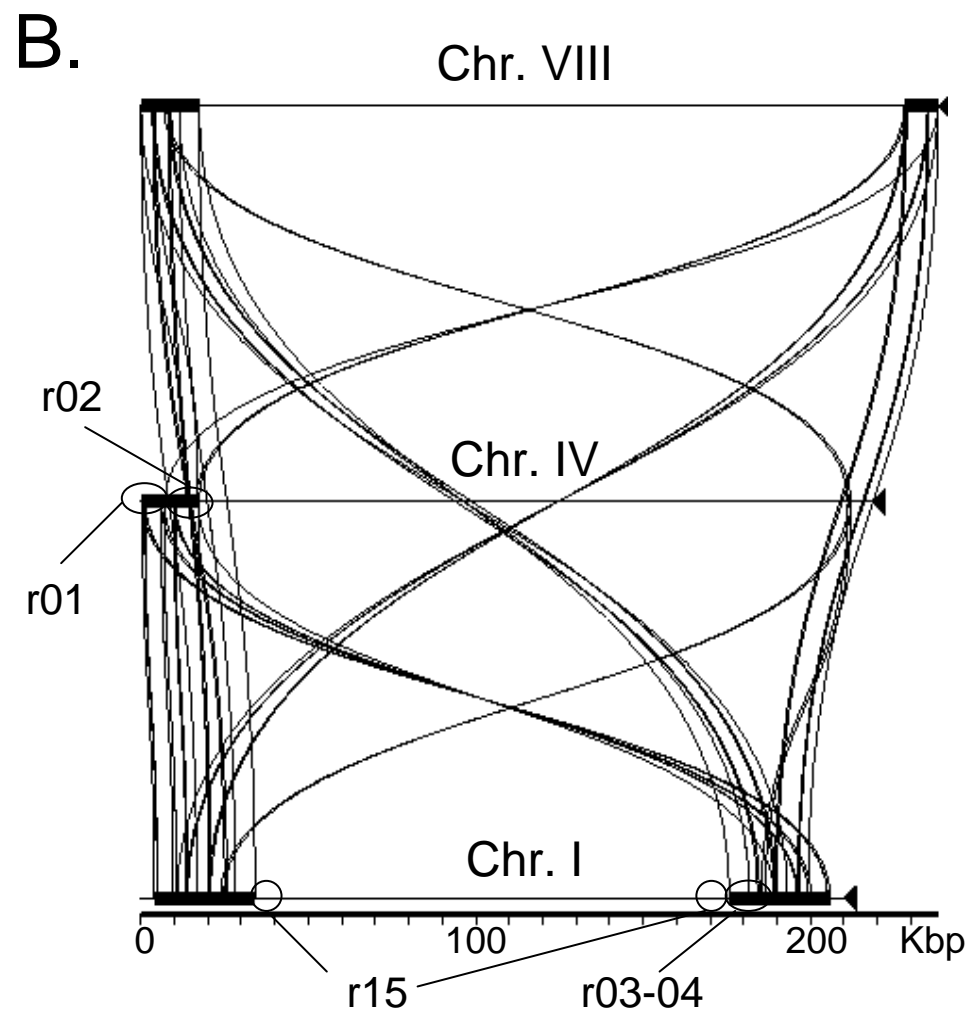 B.
Chr. VIII
r02
Chr. IV
r01
Chr. I
0 100 200 Kbp
r15 r03-04